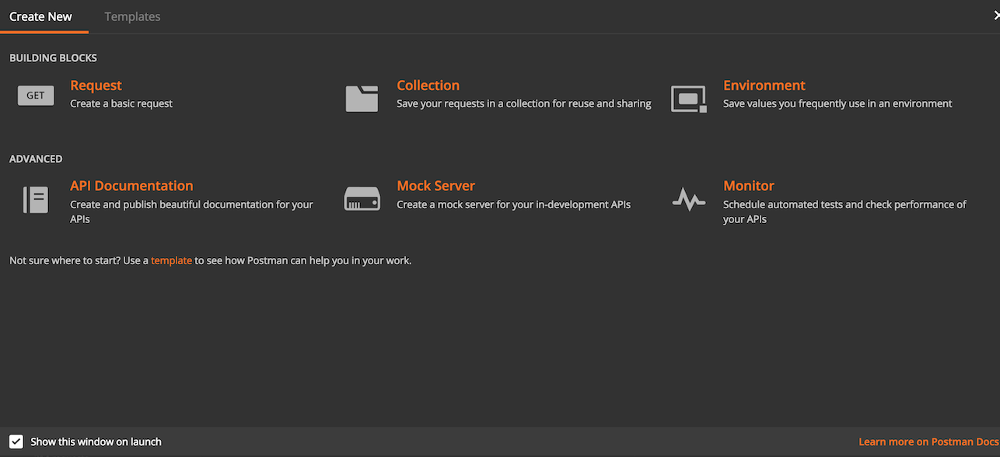 Create New
Templates
BUILDING BLOCKS
GET
Request
Create a basic request
Collection
Save your requests in a collection for reuse and sharing
Environment
Save values you frequently use in an environment
ADVANCED
API Documentation
Create and publish beautiful documentation for your
APIs
Mock Server
Create a mock server for your in-development APIs
Monitor
Schedule automated tests and check performance of
your APIs
Not sure where to start? Use a template to see how Postman can help you in your work.
Show this window on launch
Learn more on Postman Docs